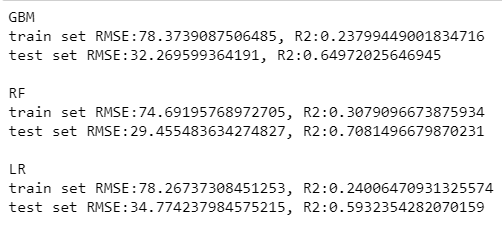 GBM
train set RMSE:78.3739087506485, R2:0.23799449001834716
test set RMSE:32.269599364191, R2:0.64972025646945
RF
train set RMSE:74.69195768972705, R2:0.3079096673875934
test set RMSE:29.455483634274827, R2:0.7081496679870231
LR
train set RMSE:78.26737308451253, R2:0.24006470931325574
test set RMSE:34.774237984575215, R2:0.5932354282070159